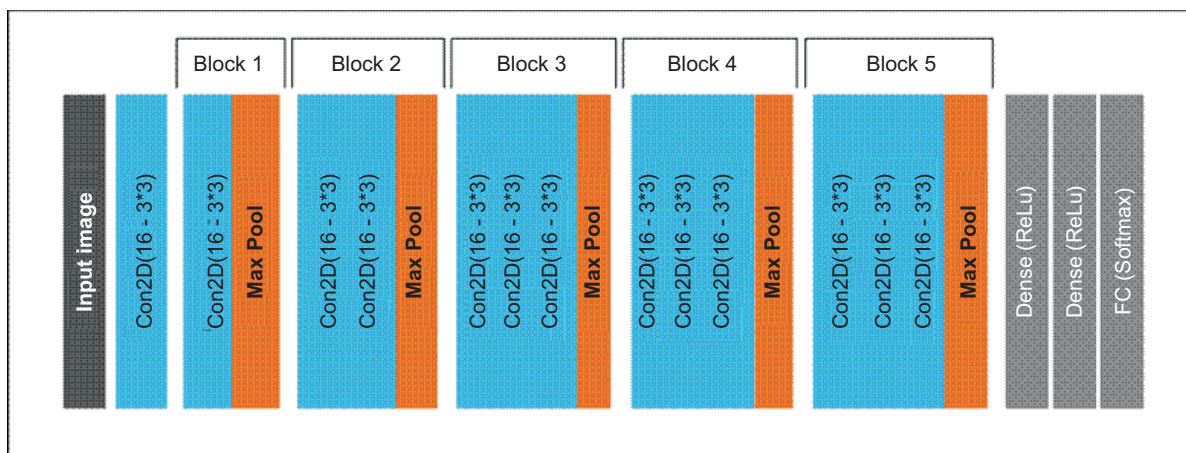 Block 1
Block 2
Block 3
Block 4
Block 5
Input image
Con2D(16 - 3*3)
Con2D(16 - 3*3)
Max Pool
Con2D(16 - 3*3)
Con2D(16 - 3*3)
Max Pool
Con2D(16 - 3*3)
Con2D(16 - 3*3)
Con2D(16 - 3*3)
Max Pool
Con2D(16 - 3*3)
Con2D(16 - 3*3)
Con2D(16 - 3*3)
Max Pool
Con2D(16 - 3*3)
Con2D(16 - 3*3)
Con2D(16 - 3*3)
Max Pool
Dense (ReLu)
Dense (ReLu)
FC (Softmax)